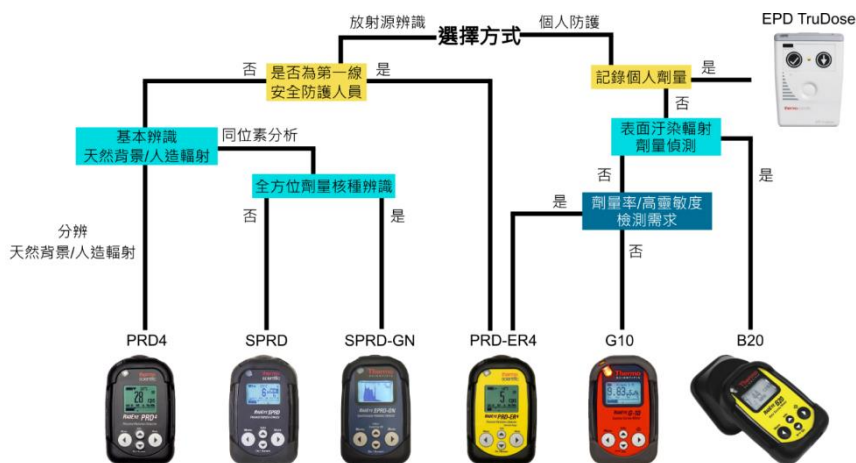 放射源辨識
選擇方式
個人防護
EPD TruDose
否
是否為第一線
安全防護人員
是
記錄個人劑量
是
否
基本辨識
天然背景/人造輻射
同位素分析
表面汙染輻射
劑量偵測
全方位劑量核種辨識
否
是
否
是
是
劑量率/高靈敏度
檢測需求
分辨
天然背景/人造輻射
否
PRD4
SPRD
SPRD-GN
PRD-ER4
G10
B20